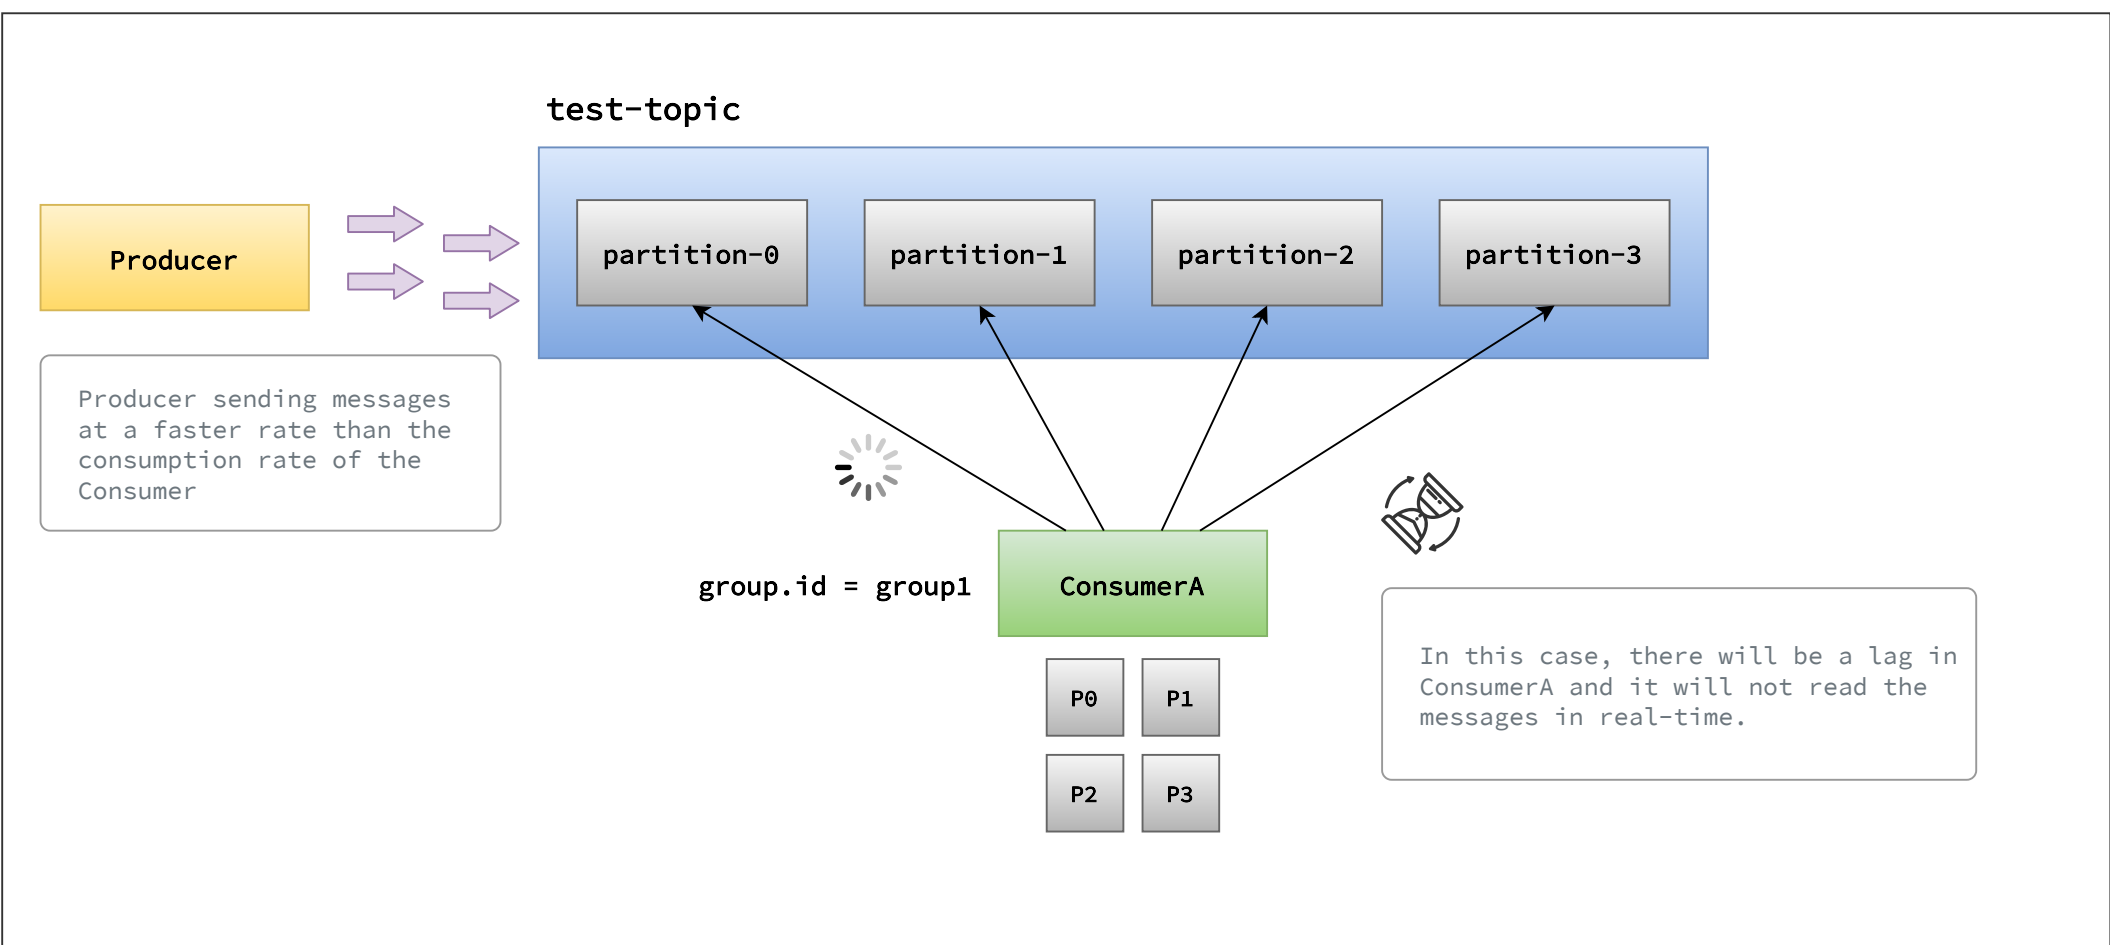 test-topic
Producer
partition-0
partition-1
partition-2
partition-3
Producer sending messages
at a faster rate than the
consumption rate of the
Consumer
group.id = group1
ConsumerA
P0
P1
P2
P3
In this case, there will be a lag in
ConsumerA and it will not read the
messages in real-time.